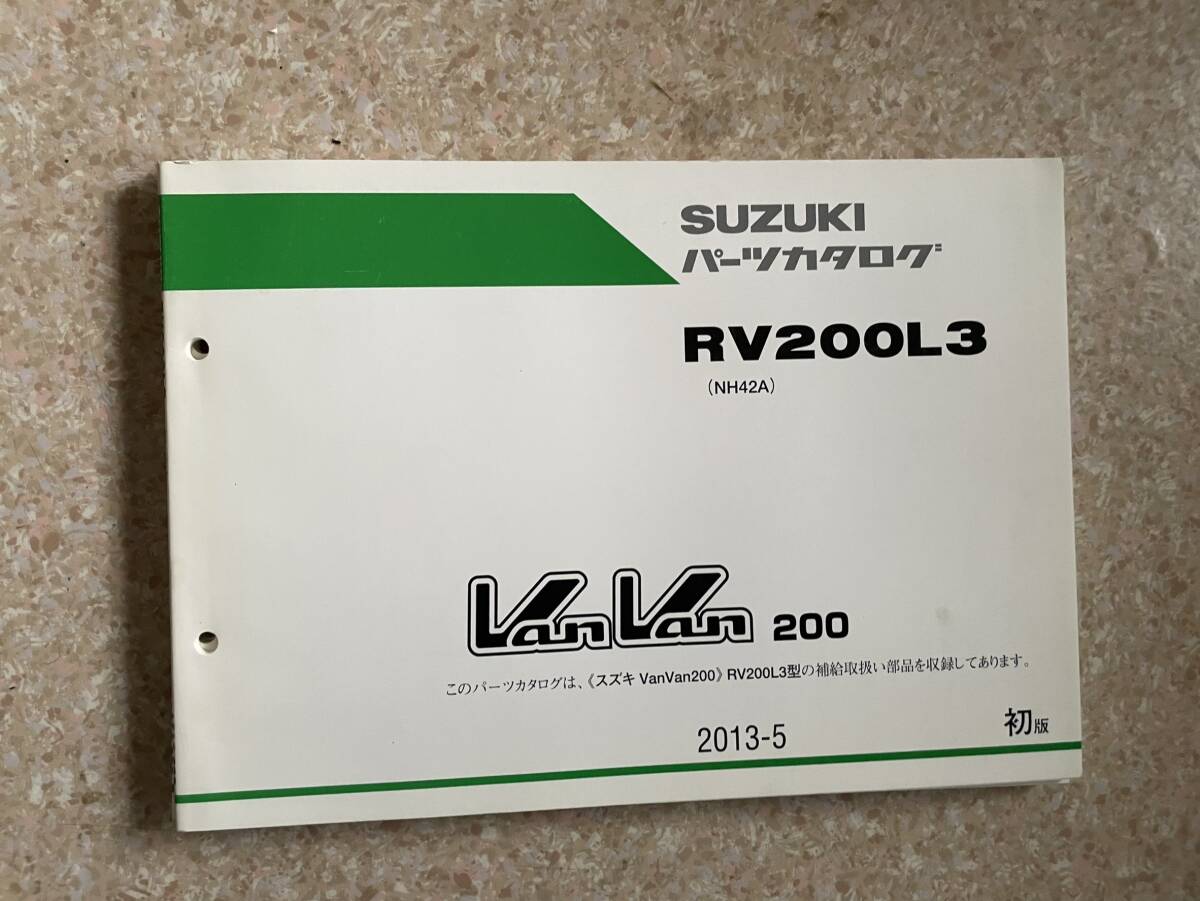 SUZUKI
パーツカタログ
RV200L3
(NH42A)
VanVan 200
このパーツカタログは、《スズキ VanVan200》 RV200L3型の補給取扱い部品を収録してあります。
2013-5
初版